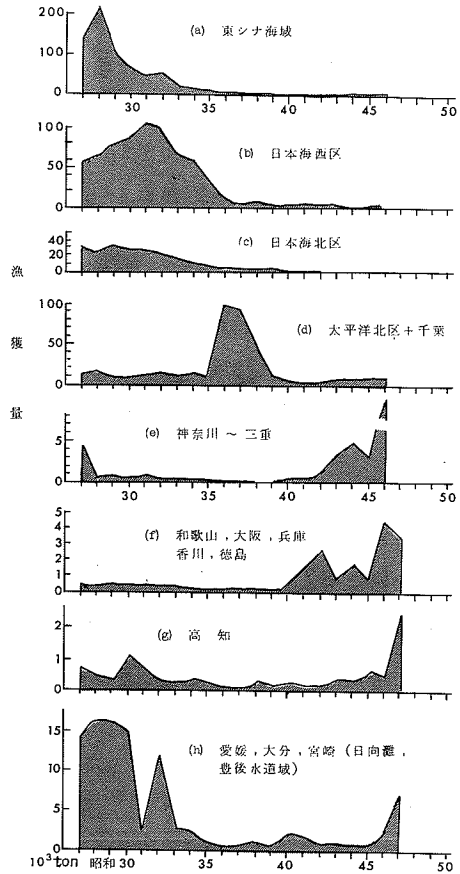 200
100
0
(a) 東シナ海域
30 35 40 45 50
100
50
0
(b) 日本海西区
40
20
0
(c) 日本海北区
漁獲量
100
50
0
(d) 太平洋北区+千葉
5
0
(e) 神奈川~三重
30 35 40 45 50
5
4
3
2
1
0
(f) 和歌山,大阪,兵庫
香川,徳島
2
1
0
(g) 高知
15
10
5
0
(h) 愛媛,大分,宮崎(日向灘,
豊後水道域)
10³ton 昭和30 35 40 45 50